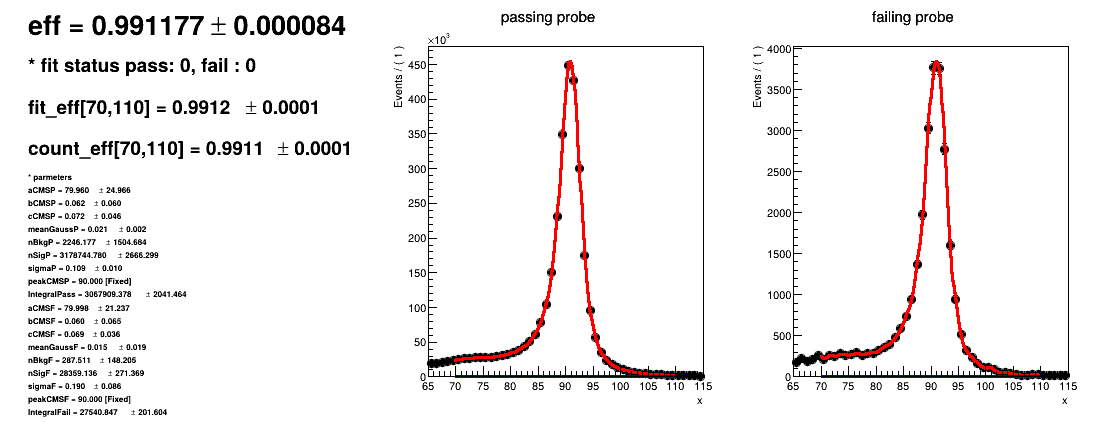 eff = 0.991177 ± 0.000084
* fit status pass: 0, fail : 0
fit_eff[70,110] = 0.9912 ± 0.0001
count_eff[70,110] = 0.9911 ± 0.0001
* parmeters
aCMSP = 79.960 ± 24.966
bCMSP = 0.062 ± 0.060
cCMSP = 0.072 ± 0.046
meanGaussP = 0.021 ± 0.002
nBkgP = 2246.177 ± 1504.684
nSigP = 3178744.780 ± 2666.299
sigmaP = 0.109 ± 0.010
peakCMSP = 90.000 [Fixed]
IntegralPass = 3067909.378 ± 2041.464
aCMSF = 79.998 ± 21.237
bCMSF = 0.060 ± 0.065
cCMSF = 0.069 ± 0.036
meanGaussF = 0.015 ± 0.019
nBkgF = 287.511 ± 148.205
nSigF = 28359.136 ± 271.369
sigmaF = 0.190 ± 0.086
peakCMSF = 90.000 [Fixed]
IntegralFail = 27540.847 ± 201.604
passing probe
×10³
Events / ( 1 )
450
400
350
300
250
200
150
100
50
0
65 70 75 80 85 90 95 100 105 110 115
x
failing probe
Events / ( 1 )
4000
3500
3000
2500
2000
1500
1000
500
0
65 70 75 80 85 90 95 100 105 110 115
x